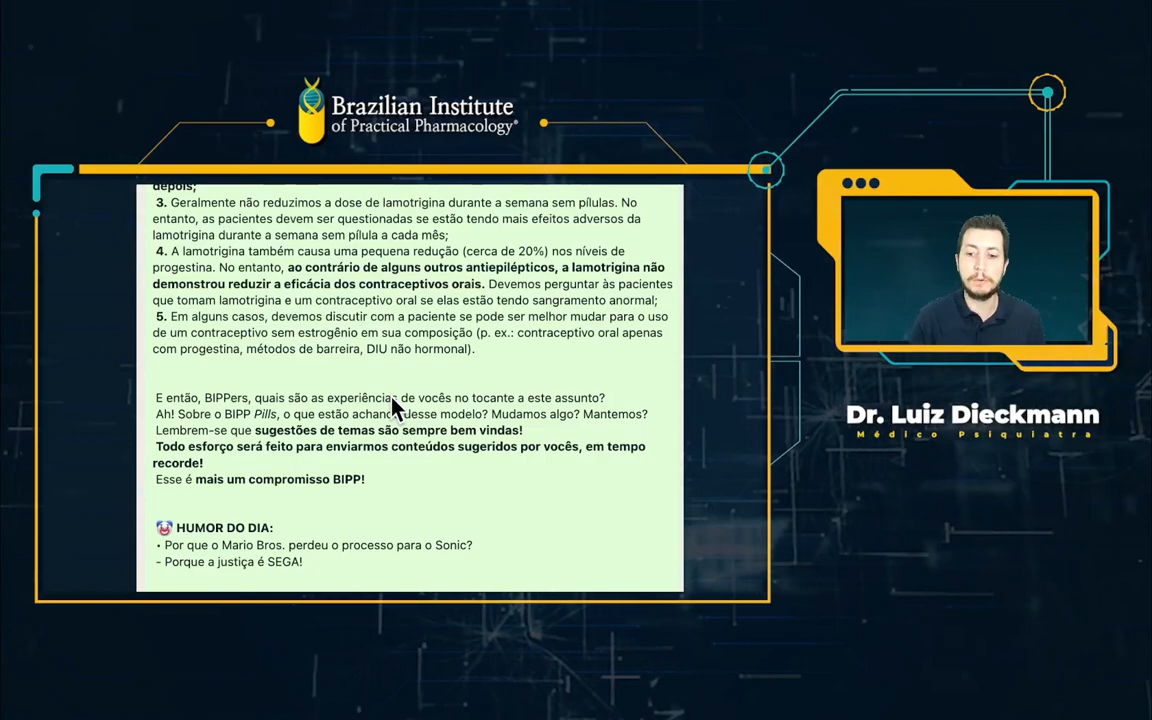 Brazilian Institute
of Practical Pharmacology®
depois;
3. Geralmente não reduzimos a dose de lamotrigina durante a semana sem pílulas. No
entanto, as pacientes devem ser questionadas se estão tendo mais efeitos adversos da
lamotrigina durante a semana sem pílula a cada mês;
4. A lamotrigina também causa uma pequena redução (cerca de 20%) nos níveis de
progestina. No entanto, ao contrário de alguns outros antiepilépticos, a lamotrigina não
demonstrou reduzir a eficácia dos contraceptivos orais. Devemos perguntar às pacientes
que tomam lamotrigina e um contraceptivo oral se elas estão tendo sangramento anormal;
5. Em alguns casos, devemos discutir com a paciente se pode ser melhor mudar para o uso
de um contraceptivo sem estrogênio em sua composição (p. ex.: contraceptivo oral apenas
com progestina, métodos de barreira, DIU não hormonal).
E então, BIPPers, quais são as experiências de vocês no tocante a este assunto?
Ah! Sobre o BIPP Pills, o que estão desse modelo? Mudamos algo? Mantemos?
Lembrem-se que sugestões de temas são sempre bem vindas!
Todo esforço será feito para enviarmos conteúdos sugeridos por vocês, em tempo
recorde!
Esse é mais um compromisso BIPP!
🤡 HUMOR DO DIA:
• Por que o Mario Bros. perdeu o processo para o Sonic?
- Porque a justiça é SEGA!
Dr. Luiz Dieckmann
Médico Psiquiatra